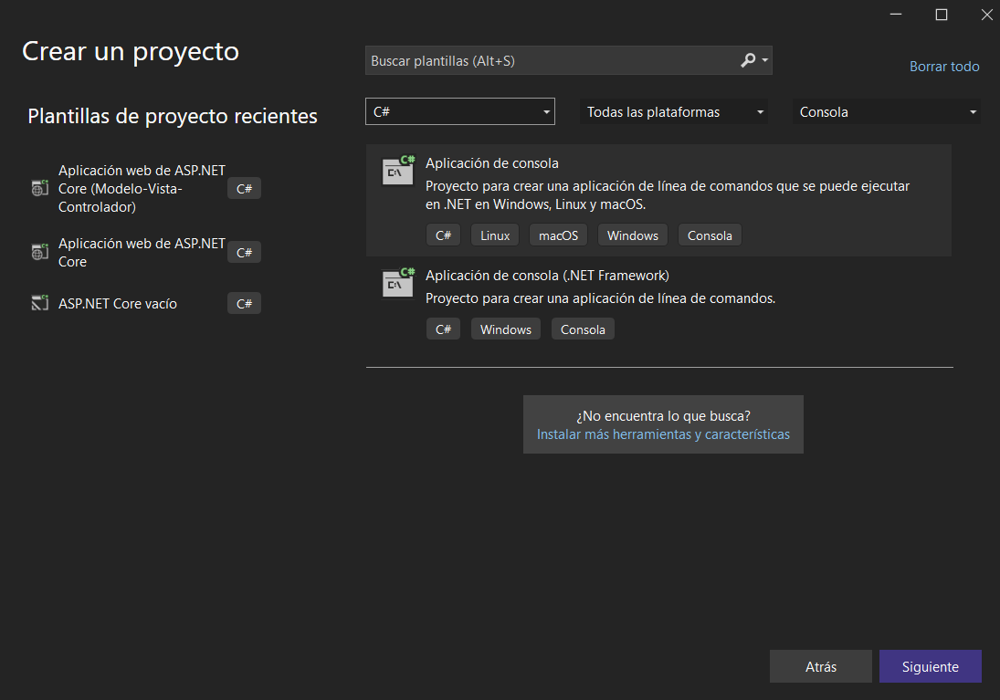 Crear un proyecto
Plantillas de proyecto recientes
Aplicación web de ASP.NET
Core (Modelo-Vista-
Controlador)
C#
Aplicación web de ASP.NET
Core
C#
ASP.NET Core vacío
C#
Buscar plantillas (Alt+S)
Borrar todo
C#
Todas las plataformas
Consola
C#
C:\
Aplicación de consola
Proyecto para crear una aplicación de línea de comandos que se puede ejecutar
en .NET en Windows, Linux y macOS.
C#
Linux
macOS
Windows
Consola
C#
C:\
Aplicación de consola (.NET Framework)
Proyecto para crear una aplicación de línea de comandos.
C#
Windows
Consola
¿No encuentra lo que busca?
Instalar más herramientas y características
Atrás
Siguiente